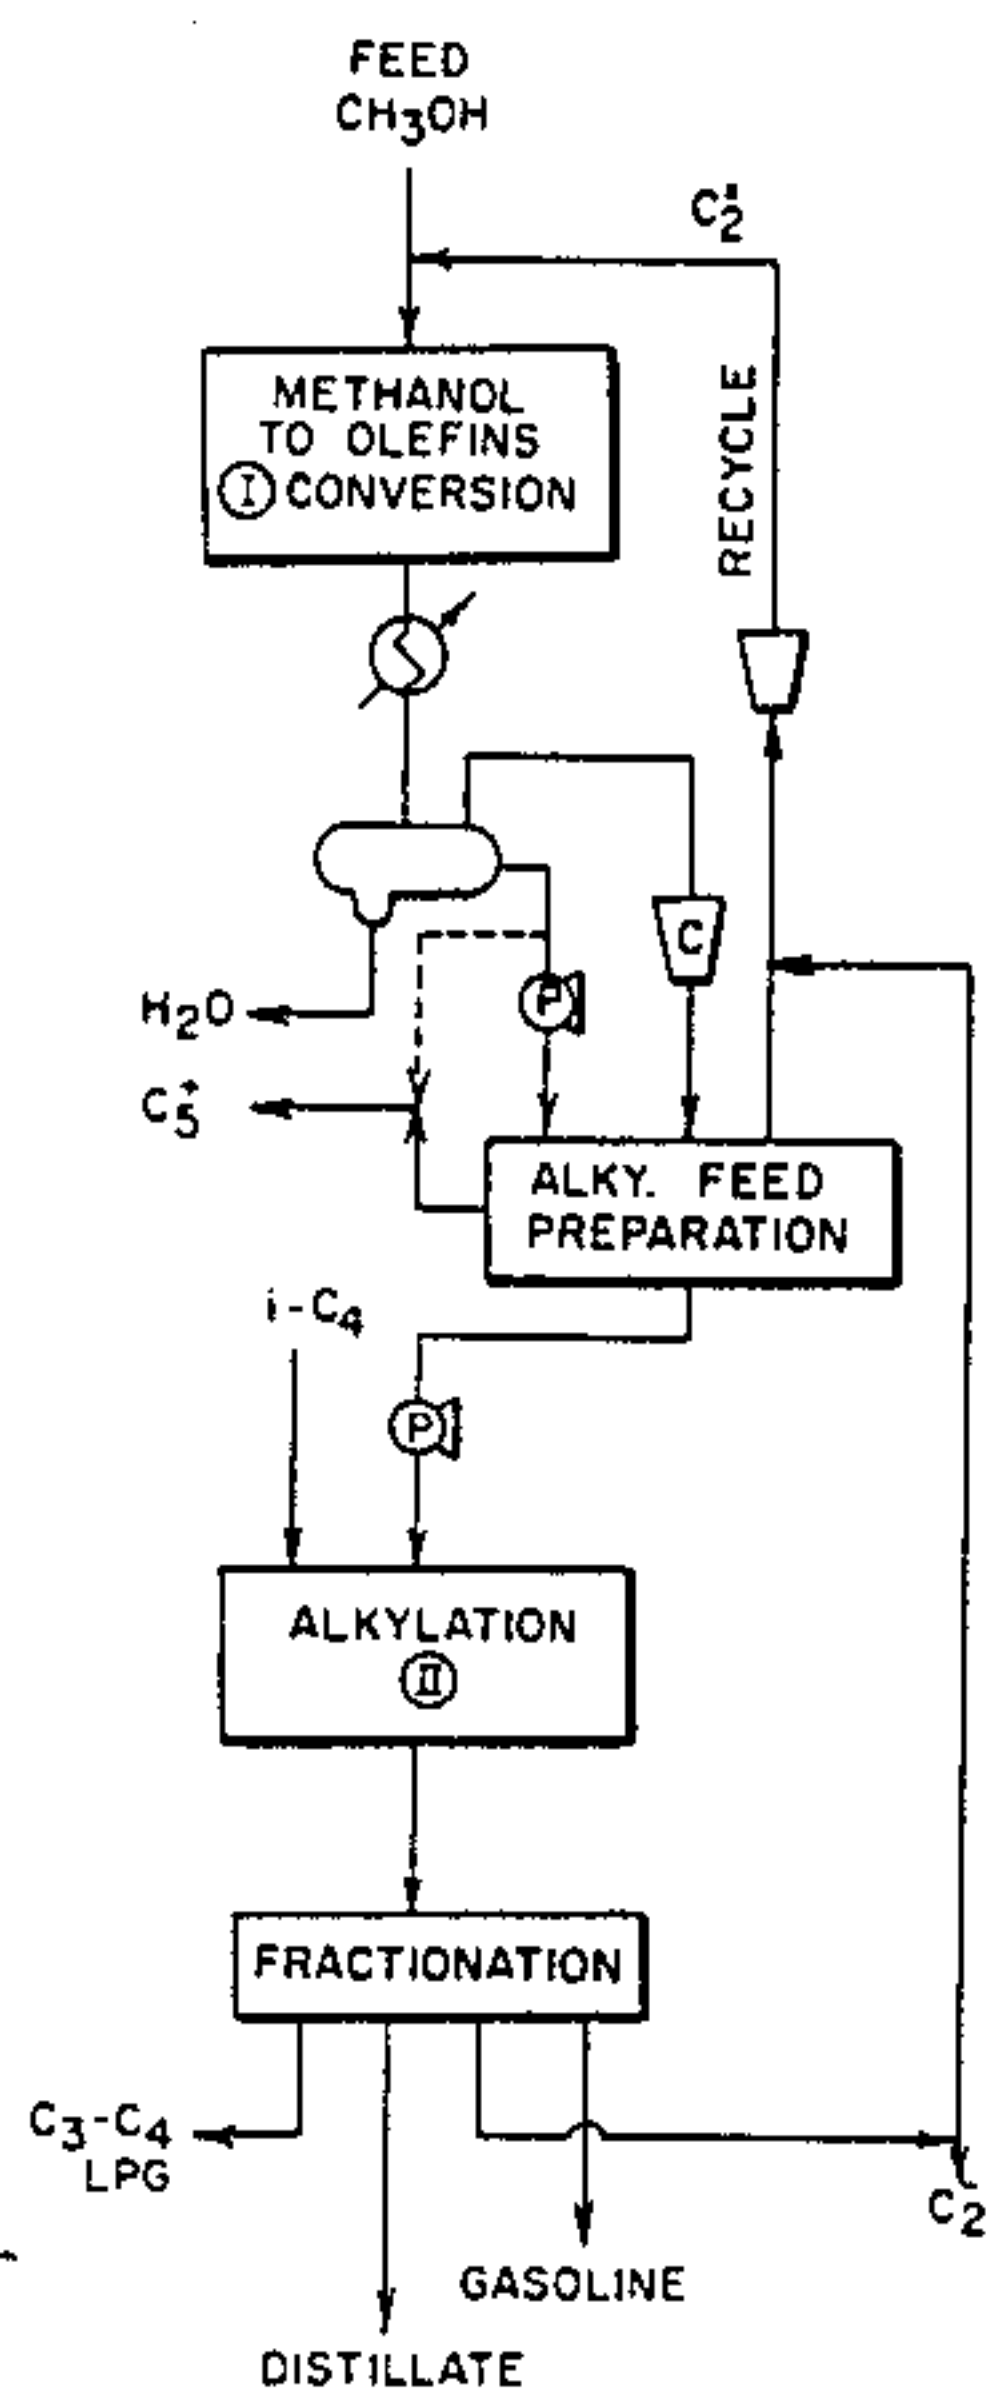 FEED
CH₃OH
C₂⁼
RECYCLE
METHANOL
TO OLEFINS
Ⓘ CONVERSION
C
P
H₂O
C₅⁺
ALKY. FEED
PREPARATION
i-C₄
P
ALKYLATION
II
FRACTIONATION
C₃-C₄
LPG
C₂⁻
GASOLINE
DISTILLATE